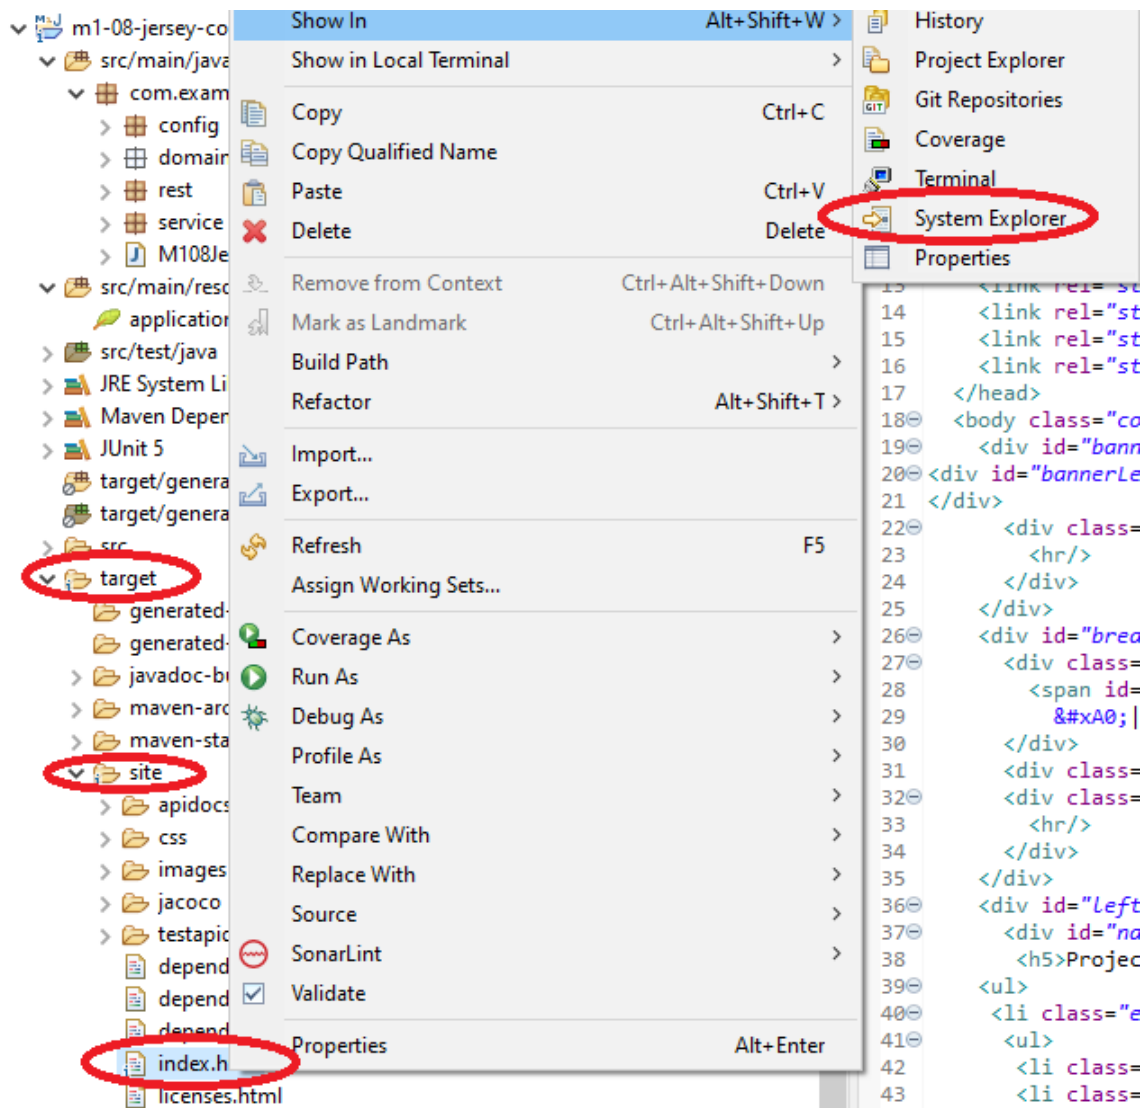 m1-08-jersey-co
src/main/java
com.exam
config
domain
rest
service
M108Je
src/main/reso
application
src/test/java
JRE System Li
Maven Deper
JUnit 5
target/genera
target/genera
src
target
generated-
generated-
javadoc-bu
maven-arc
maven-sta
site
apidocs
css
images
jacoco
testapic
depend
depend
depend
index.h
licenses.html
Show In Alt+Shift+W >
Show in Local Terminal >
Copy Ctrl+C
Copy Qualified Name
Paste Ctrl+V
Delete Delete
Remove from Context Ctrl+Alt+Shift+Down
Mark as Landmark Ctrl+Alt+Shift+Up
Build Path >
Refactor Alt+Shift+T >
Import...
Export...
Refresh F5
Assign Working Sets...
Coverage As >
Run As >
Debug As >
Profile As >
Team >
Compare With >
Replace With >
Source >
SonarLint >
Validate
Properties Alt+Enter
History
Project Explorer
GIT
Git Repositories
Coverage
Terminal
System Explorer
Properties
13 <link rel="st
14 <link rel="st
15 <link rel="st
16 <link rel="st
17 </head>
18 <body class="co
19 <div id="bann
20 <div id="bannerLe
21 </div>
22 <div class=
23 <hr/>
24 </div>
25 </div>
26 <div id="brea
27 <div class=
28 <span id=
29 &#xA0;|
30 </div>
31 <div class=
32 <div class=
33 <hr/>
34 </div>
35 </div>
36 <div id="left
37 <div id="na
38 <h5>Projec
39 <ul>
40 <li class="e
41 <ul>
42 <li class=
43 <li class=